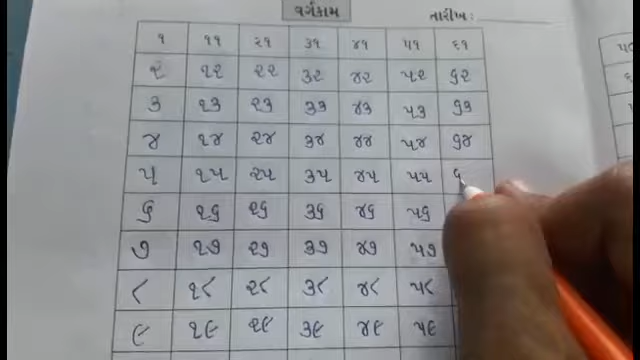 વર્ગકામ
તારીખ:
૧ ૧૧ ૨૧ ૩૧ ૪૧ ૫૧ ૬૧
૨ ૧૨ ૨૨ ૩૨ ૪૨ ૫૨ ૬૨
૩ ૧૩ ૨૩ ૩૩ ૪૩ ૫૩ ૬૩
૪ ૧૪ ૨૪ ૩૪ ૪૪ ૫૪ ૬૪
૫ ૧૫ ૨૫ ૩૫ ૪૫ ૫૫ ૬
૬ ૧૬ ૨૬ ૩૬ ૪૬ ૫૬
૭ ૧૭ ૨૭ ૩૭ ૪૭ ૫૭
૮ ૧૮ ૨૮ ૩૮ ૪૮ ૫૮
૯ ૧૯ ૨૯ ૩૯ ૪૯ ૫૯